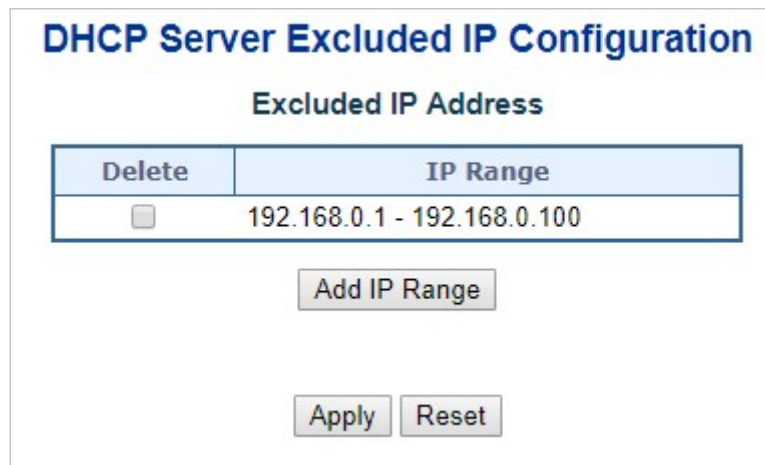 DHCP Server Excluded IP Configuration
Excluded IP Address
Delete IP Range
192.168.0.1 - 192.168.0.100
Add IP Range
Apply Reset